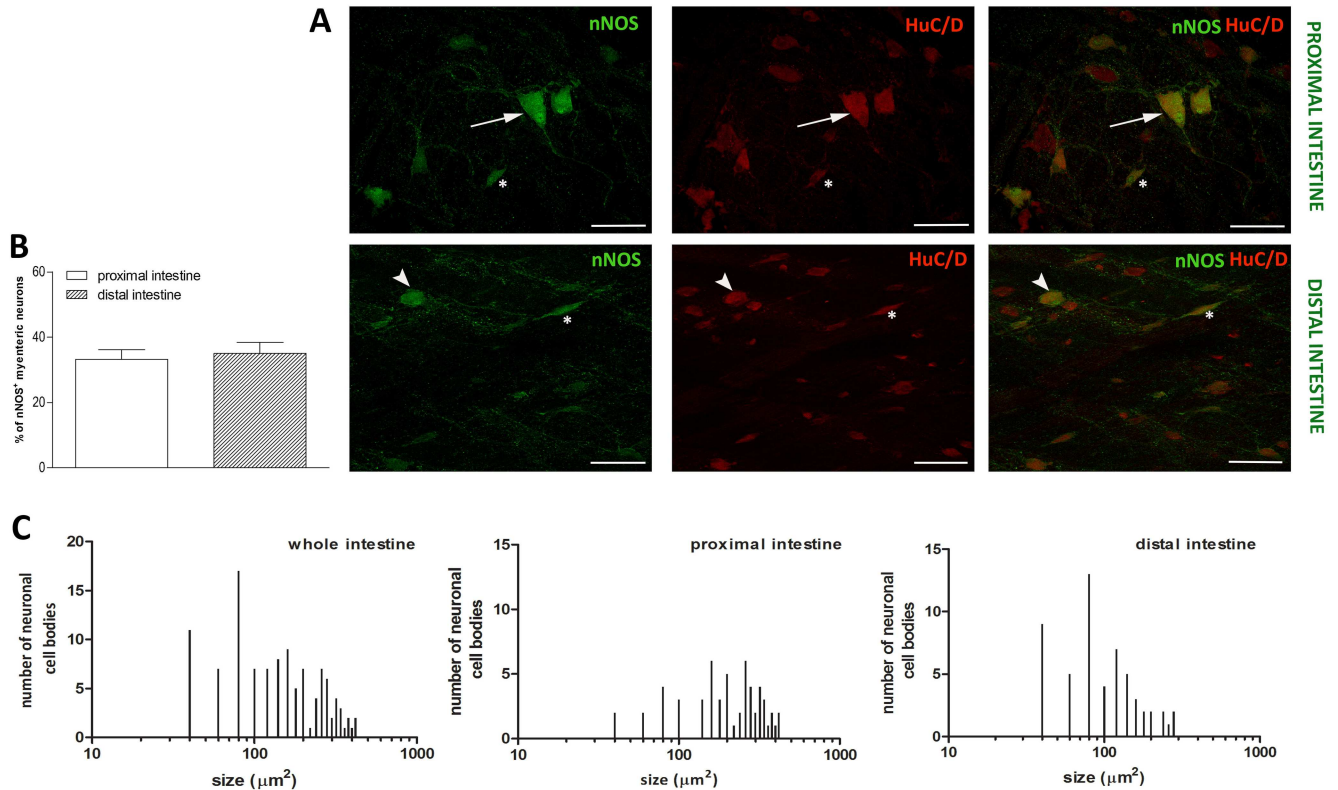 A
nNOS
HuC/D
nNOS HuC/D
PROXIMAL INTESTINE
*
*
*
nNOS
HuC/D
nNOS HuC/D
DISTAL INTESTINE
*
*
*
B
% of nNOS⁺ myenteric neurons
60
40
20
0
proximal intestine
distal intestine
C
whole intestine
number of neuronal
cell bodies
20
15
10
5
0
10
100
1000
size (μm²)
proximal intestine
number of neuronal
cell bodies
15
10
5
0
10
100
1000
size (μm²)
distal intestine
number of neuronal
cell bodies
15
10
5
0
10
100
1000
size (μm²)